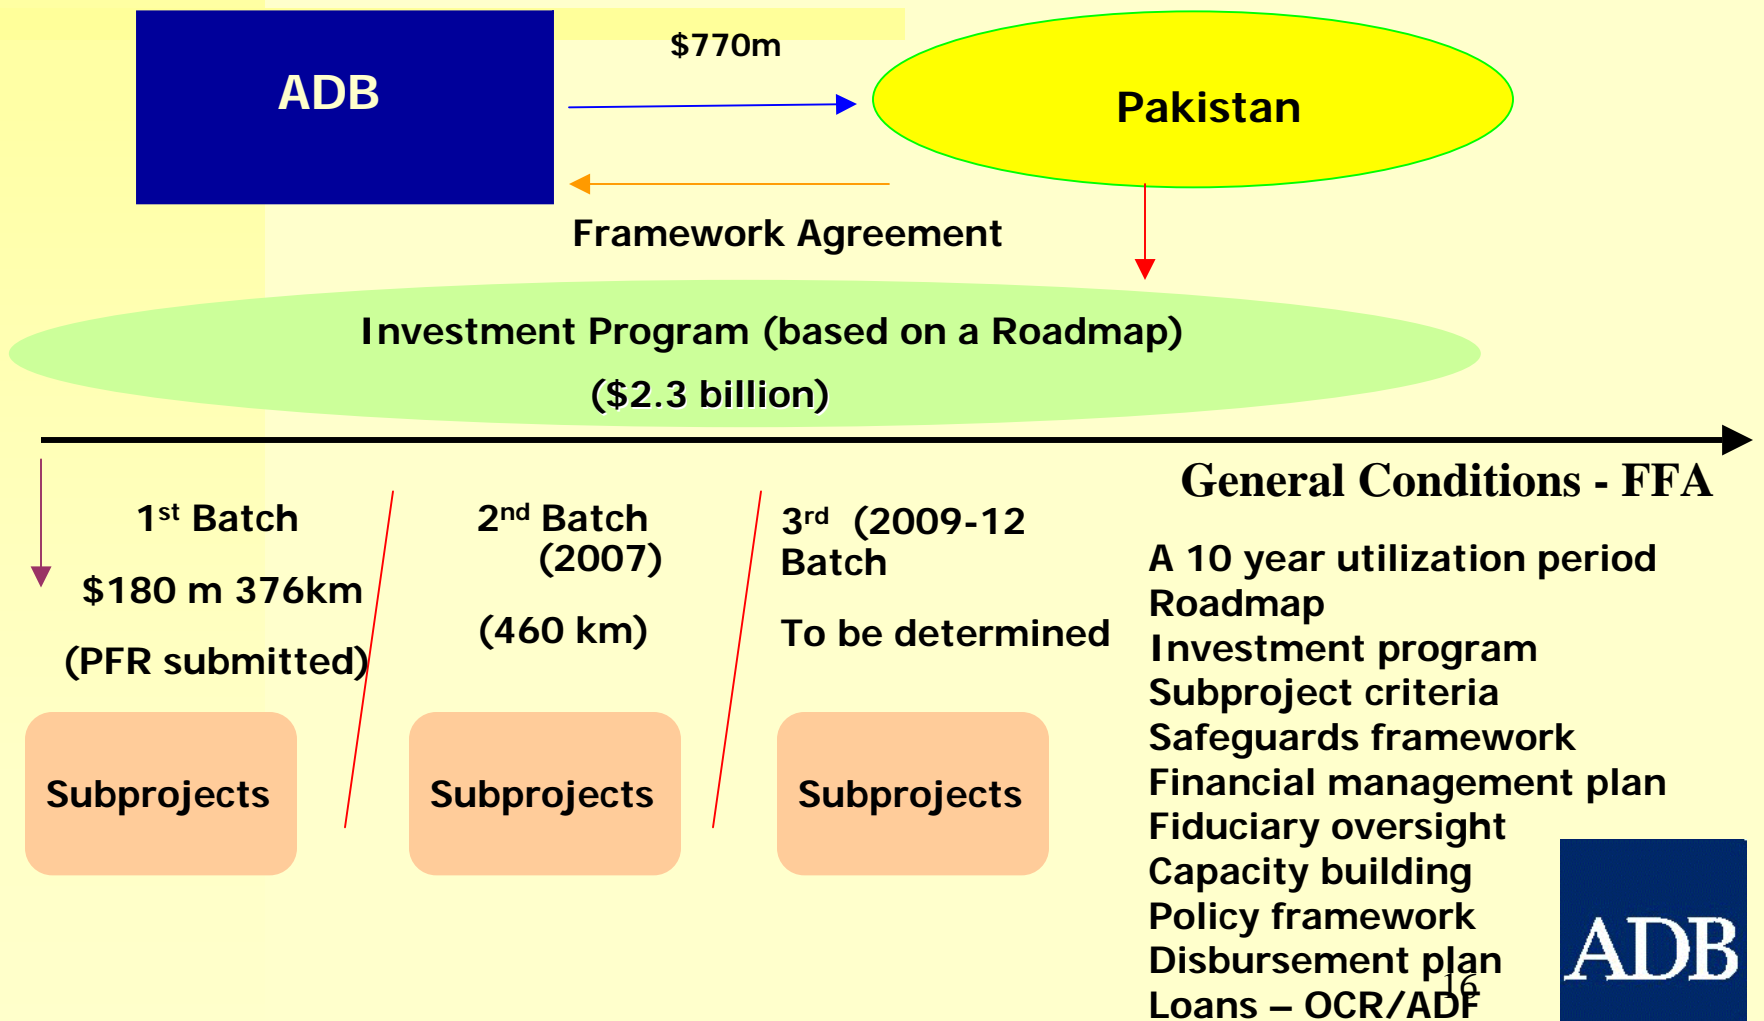 ADB
$770m
Pakistan
Framework Agreement
Investment Program (based on a Roadmap)
($2.3 billion)
1st Batch
$180 m 376km
(PFR submitted)
Subprojects
2nd Batch
(2007)
(460 km)
Subprojects
3rd (2009-12
Batch
To be determined
Subprojects
General Conditions - FFA
A 10 year utilization period
Roadmap
Investment program
Subproject criteria
Safeguards framework
Financial management plan
Fiduciary oversight
Capacity building
Policy framework
Disbursement plan
Loans – OCR/ADF
16
ADB